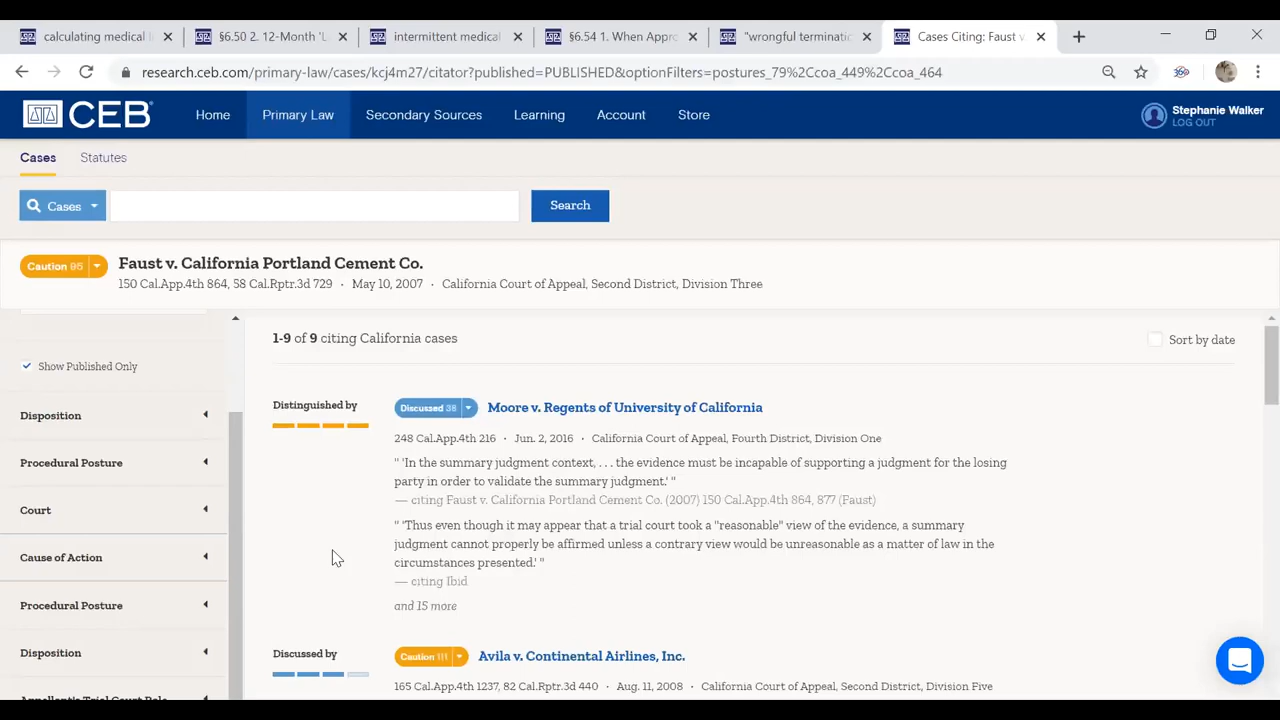 calculating medical l
§6.50 2. 12-Month 'L
intermittent medical
§6.54 1. When Appr
"wrongful terminati
Cases Citing: Faust v
research.ceb.com/primary-law/cases/kcj4m27/citator?published=PUBLISHED&optionFilters=postures_79%2Ccoa_449%2Ccoa_464
360
CEB
Home
Primary Law
Secondary Sources
Learning
Account
Store
Stephanie Walker
LOG OUT
Cases
Statutes
Cases
Search
Caution 95
Faust v. California Portland Cement Co.
150 Cal.App.4th 864, 58 Cal.Rptr.3d 729 · May 10, 2007 · California Court of Appeal, Second District, Division Three
1-9 of 9 citing California cases
Sort by date
Show Published Only
Disposition
Procedural Posture
Court
Cause of Action
Procedural Posture
Disposition
Appellant's Trial Court Role
Distinguished by
Discussed 38
Moore v. Regents of University of California
248 Cal.App.4th 216 · Jun. 2, 2016 · California Court of Appeal, Fourth District, Division One
" 'In the summary judgment context, . . . the evidence must be incapable of supporting a judgment for the losing
party in order to validate the summary judgment.' "
— citing Faust v. California Portland Cement Co. (2007) 150 Cal.App.4th 864, 877 (Faust)
" 'Thus even though it may appear that a trial court took a "reasonable" view of the evidence, a summary
judgment cannot properly be affirmed unless a contrary view would be unreasonable as a matter of law in the
circumstances presented.' "
— citing Ibid
and 15 more
Discussed by
Caution 111
Avila v. Continental Airlines, Inc.
165 Cal.App.4th 1237, 82 Cal.Rptr.3d 440 · Aug. 11, 2008 · California Court of Appeal, Second District, Division Five